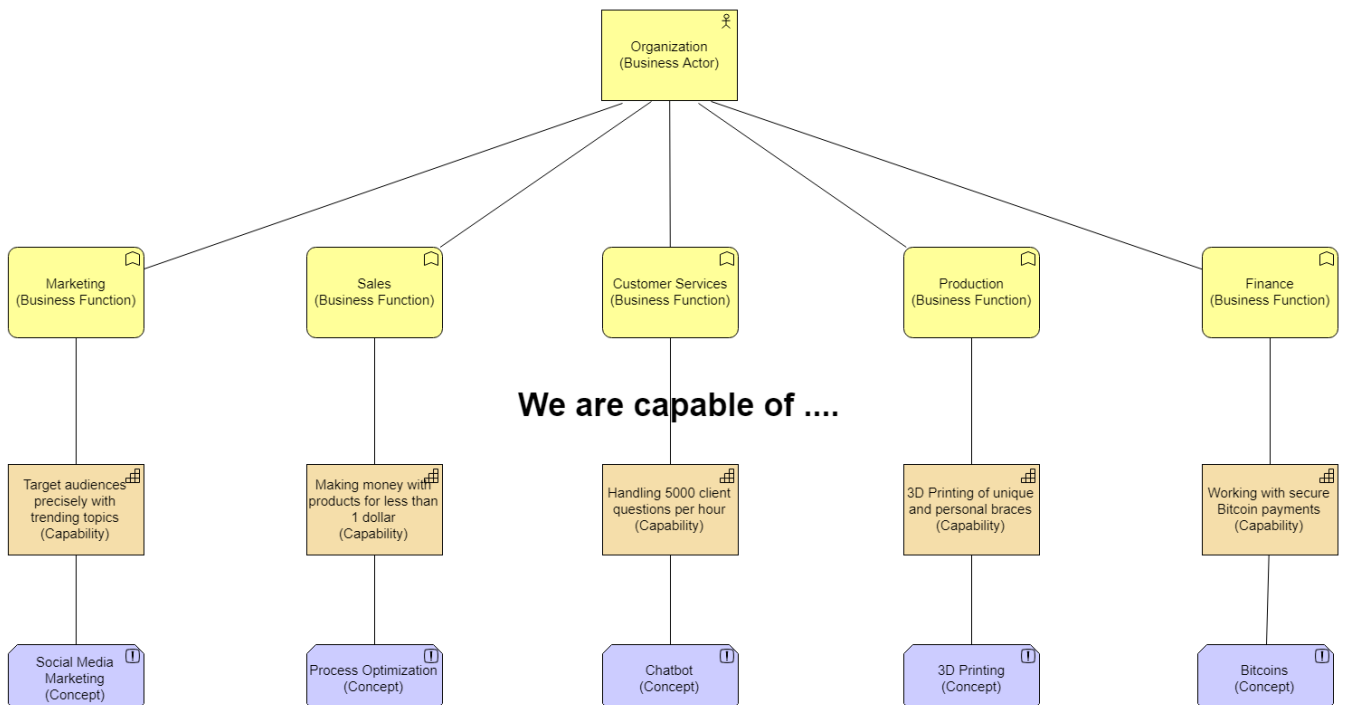 Organization
(Business Actor)
Marketing
(Business Function)
Sales
(Business Function)
Customer Services
(Business Function)
Production
(Business Function)
Finance
(Business Function)
We are capable of ....
Target audiences
precisely with
trending topics
(Capability)
Making money with
products for less than
1 dollar
(Capability)
Handling 5000 client
questions per hour
(Capability)
3D Printing of unique
and personal braces
(Capability)
Working with secure
Bitcoin payments
(Capability)
Social Media
Marketing
(Concept)
Process Optimization
(Concept)
Chatbot
(Concept)
3D Printing
(Concept)
Bitcoins
(Concept)